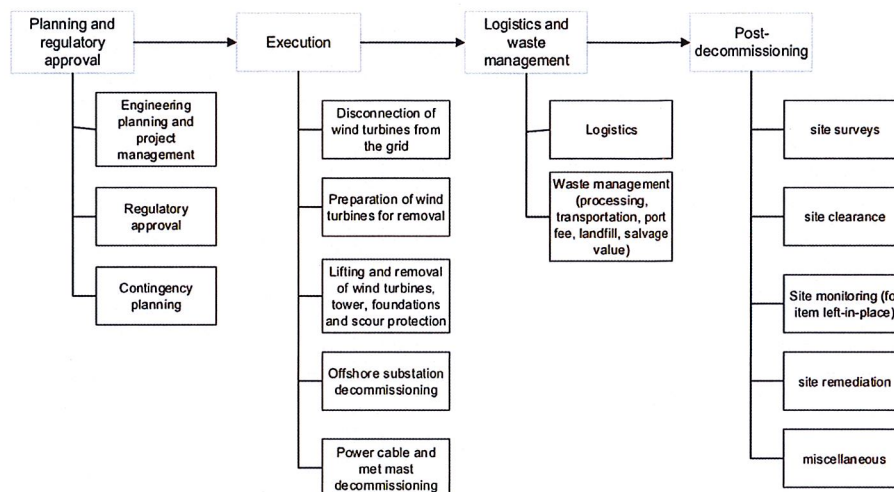 Planning and
regulatory
approval
Execution
Logistics and
waste
management
Post-
decommissioning
Engineering
planning and
project
management
Regulatory
approval
Contingency
planning
Disconnection of
wind turbines from
the grid
Preparation of wind
turbines for removal
Lifting and removal
of wind turbines,
tower, foundations
and scour protection
Offshore substation
decommissioning
Power cable and
met mast
decommissioning
Logistics
Waste management
(processing,
transportation, port
fee, landfill, salvage
value)
site surveys
site clearance
Site monitoring (fo
item left-in-place)
site remediation
miscellaneous